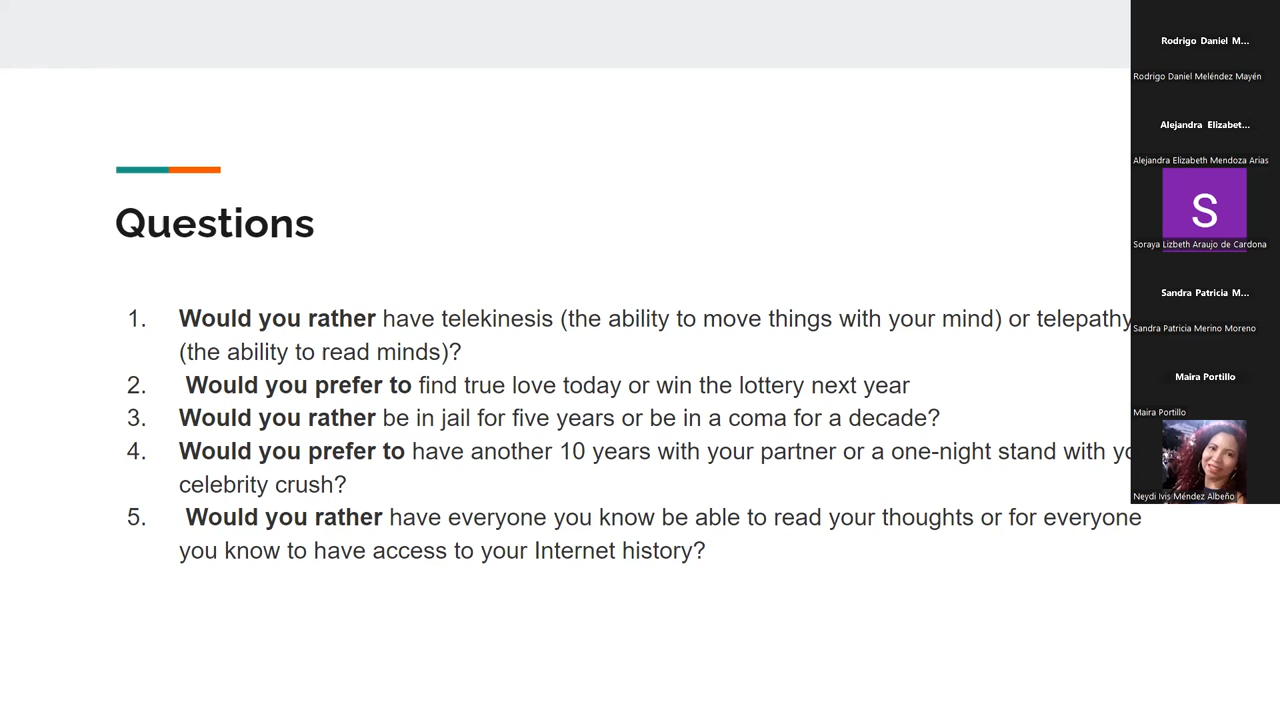 Questions
1. Would you rather have telekinesis (the ability to move things with your mind) or telepathy
(the ability to read minds)?
2. Would you prefer to find true love today or win the lottery next year
3. Would you rather be in jail for five years or be in a coma for a decade?
4. Would you prefer to have another 10 years with your partner or a one-night stand with
celebrity crush?
5. Would you rather have everyone you know be able to read your thoughts or for everyone
you know to have access to your Internet history?
Rodrigo Daniel M...
Rodrigo Daniel Meléndez Mayén
Alejandra Elizabet...
Alejandra Elizabeth Mendoza Arias
S
Soraya Lizbeth Araujo de Cardona
Sandra Patricia M...
Sandra Patricia Merino Moreno
Maira Portillo
Maira Portillo
Neydi Ivis Méndez Albeño